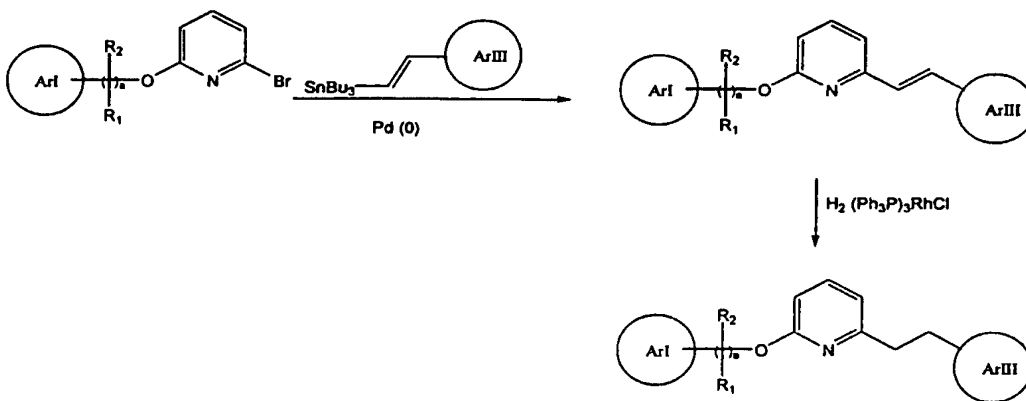 R₂
ArI ( )ₐ O N Br
R₁
SnBu₃ ArIII
Pd (0)
R₂
ArI ( )ₐ O N ArIII
R₁
H₂ (Ph₃P)₃RhCl
R₂
ArI ( )ₐ O N ArIII
R₁